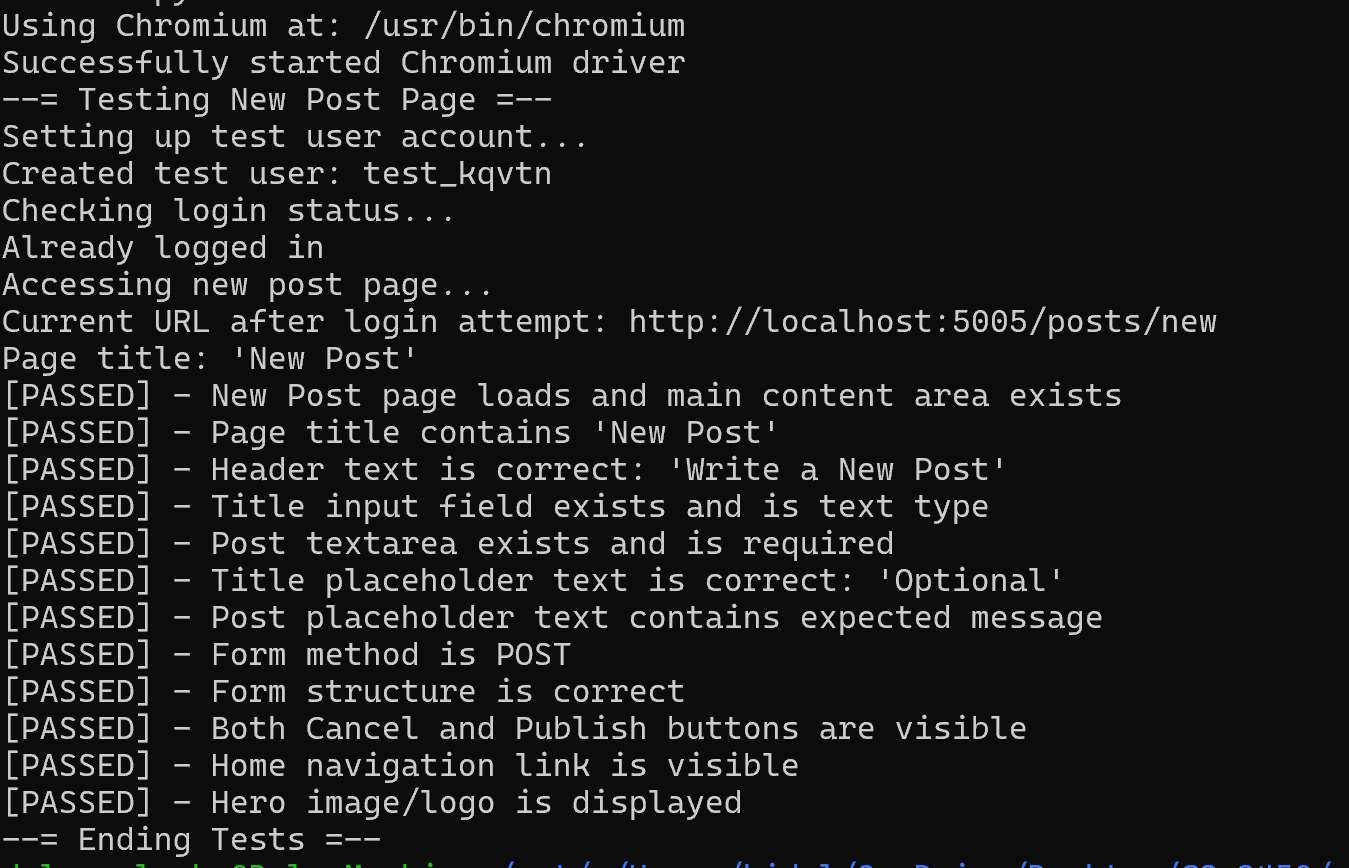 Using Chromium at: /usr/bin/chromium
Successfully started Chromium driver
--= Testing New Post Page =--
Setting up test user account...
Created test user: test_kqvtn
Checking login status...
Already logged in
Accessing new post page...
Current URL after login attempt: http://localhost:5005/posts/new
Page title: 'New Post'
[PASSED] - New Post page loads and main content area exists
[PASSED] - Page title contains 'New Post'
[PASSED] - Header text is correct: 'Write a New Post'
[PASSED] - Title input field exists and is text type
[PASSED] - Post textarea exists and is required
[PASSED] - Title placeholder text is correct: 'Optional'
[PASSED] - Post placeholder text contains expected message
[PASSED] - Form method is POST
[PASSED] - Form structure is correct
[PASSED] - Both Cancel and Publish buttons are visible
[PASSED] - Home navigation link is visible
[PASSED] - Hero image/logo is displayed
--= Ending Tests =--